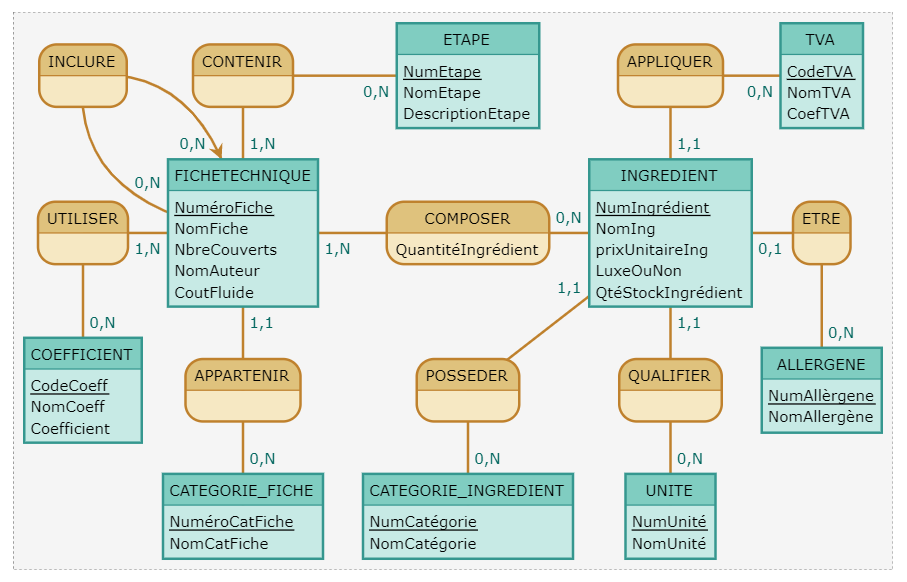 INCLURE
CONTENIR
ETAPE
NumEtape
NomEtape
DescriptionEtape
APPLIQUER
TVA
CodeTVA
NomTVA
CoefTVA
0,N
0,N
0,N
1,N
1,1
0,N
FICHETECHNIQUE
NuméroFiche
NomFiche
NbreCouverts
NomAuteur
CoutFluide
INGREDIENT
NumIngrédient
NomIng
prixUnitaireIng
LuxeOuNon
QtéStockIngrédient
UTILISER
1,N
COMPOSER
QuantitéIngrédient
1,N
0,N
ETRE
0,1
1,1
0,N
1,1
1,1
0,N
COEFFICIENT
CodeCoeff
NomCoeff
Coefficient
APPARTENIR
POSSEDER
QUALIFIER
ALLERGENE
NumAllèrgene
NomAllergène
0,N
0,N
0,N
CATEGORIE_FICHE
NuméroCatFiche
NomCatFiche
CATEGORIE_INGREDIENT
NumCatégorie
NomCatégorie
UNITE
NumUnité
NomUnité